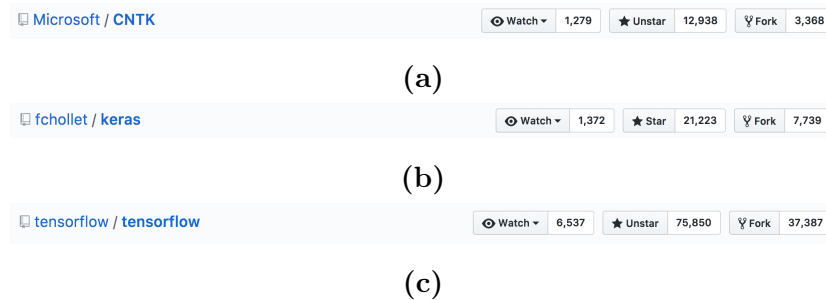 Microsoft / CNTK Watch 1,279 Unstar 12,938 Fork 3,368
(a)
fchollet / keras Watch 1,372 Star 21,223 Fork 7,739
(b)
tensorflow / tensorflow Watch 6,537 Unstar 75,850 Fork 37,387
(c)